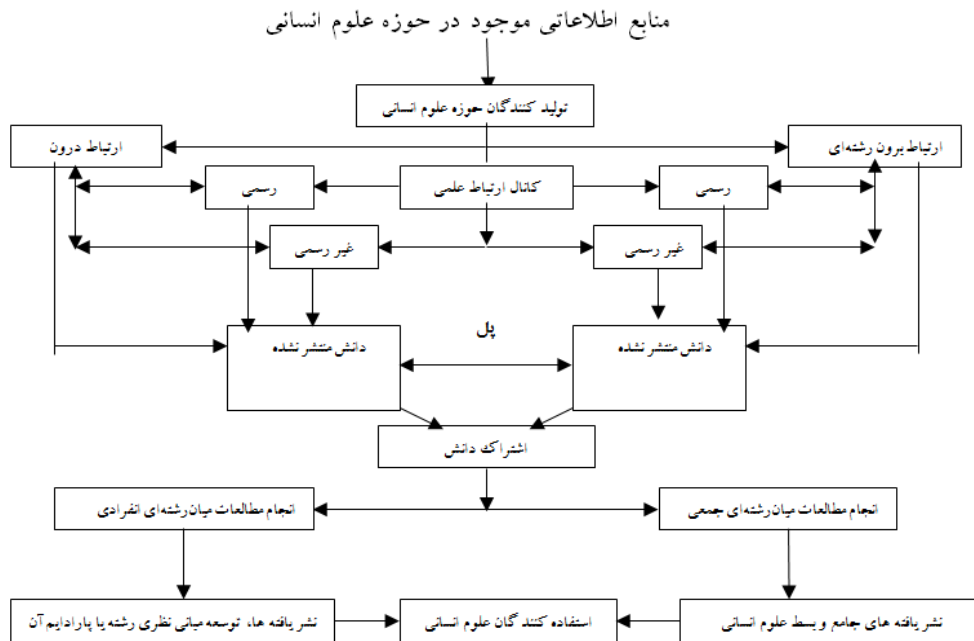 منابع اطلاعاتی موجود در حوزه علوم انسانی
تولید کنندگان حوزه علوم انسانی
ارتباط برون رشته‌ای
ارتباط درون
رسمی
کانال ارتباط علمی
رسمی
غیر رسمی
غیر رسمی
پل
دانش منتشر نشده
دانش منتشر نشده
اشتراک دانش
انجام مطالعات میان‌رشته‌ای جمعی
انجام مطالعات میان‌رشته‌ای انفرادی
نشر یافته های جامع و بسط علوم انسانی
استفاده کنندگان علوم انسانی
نشر یافته ها، توسعه مبانی نظری رشته یا پارادایم آن